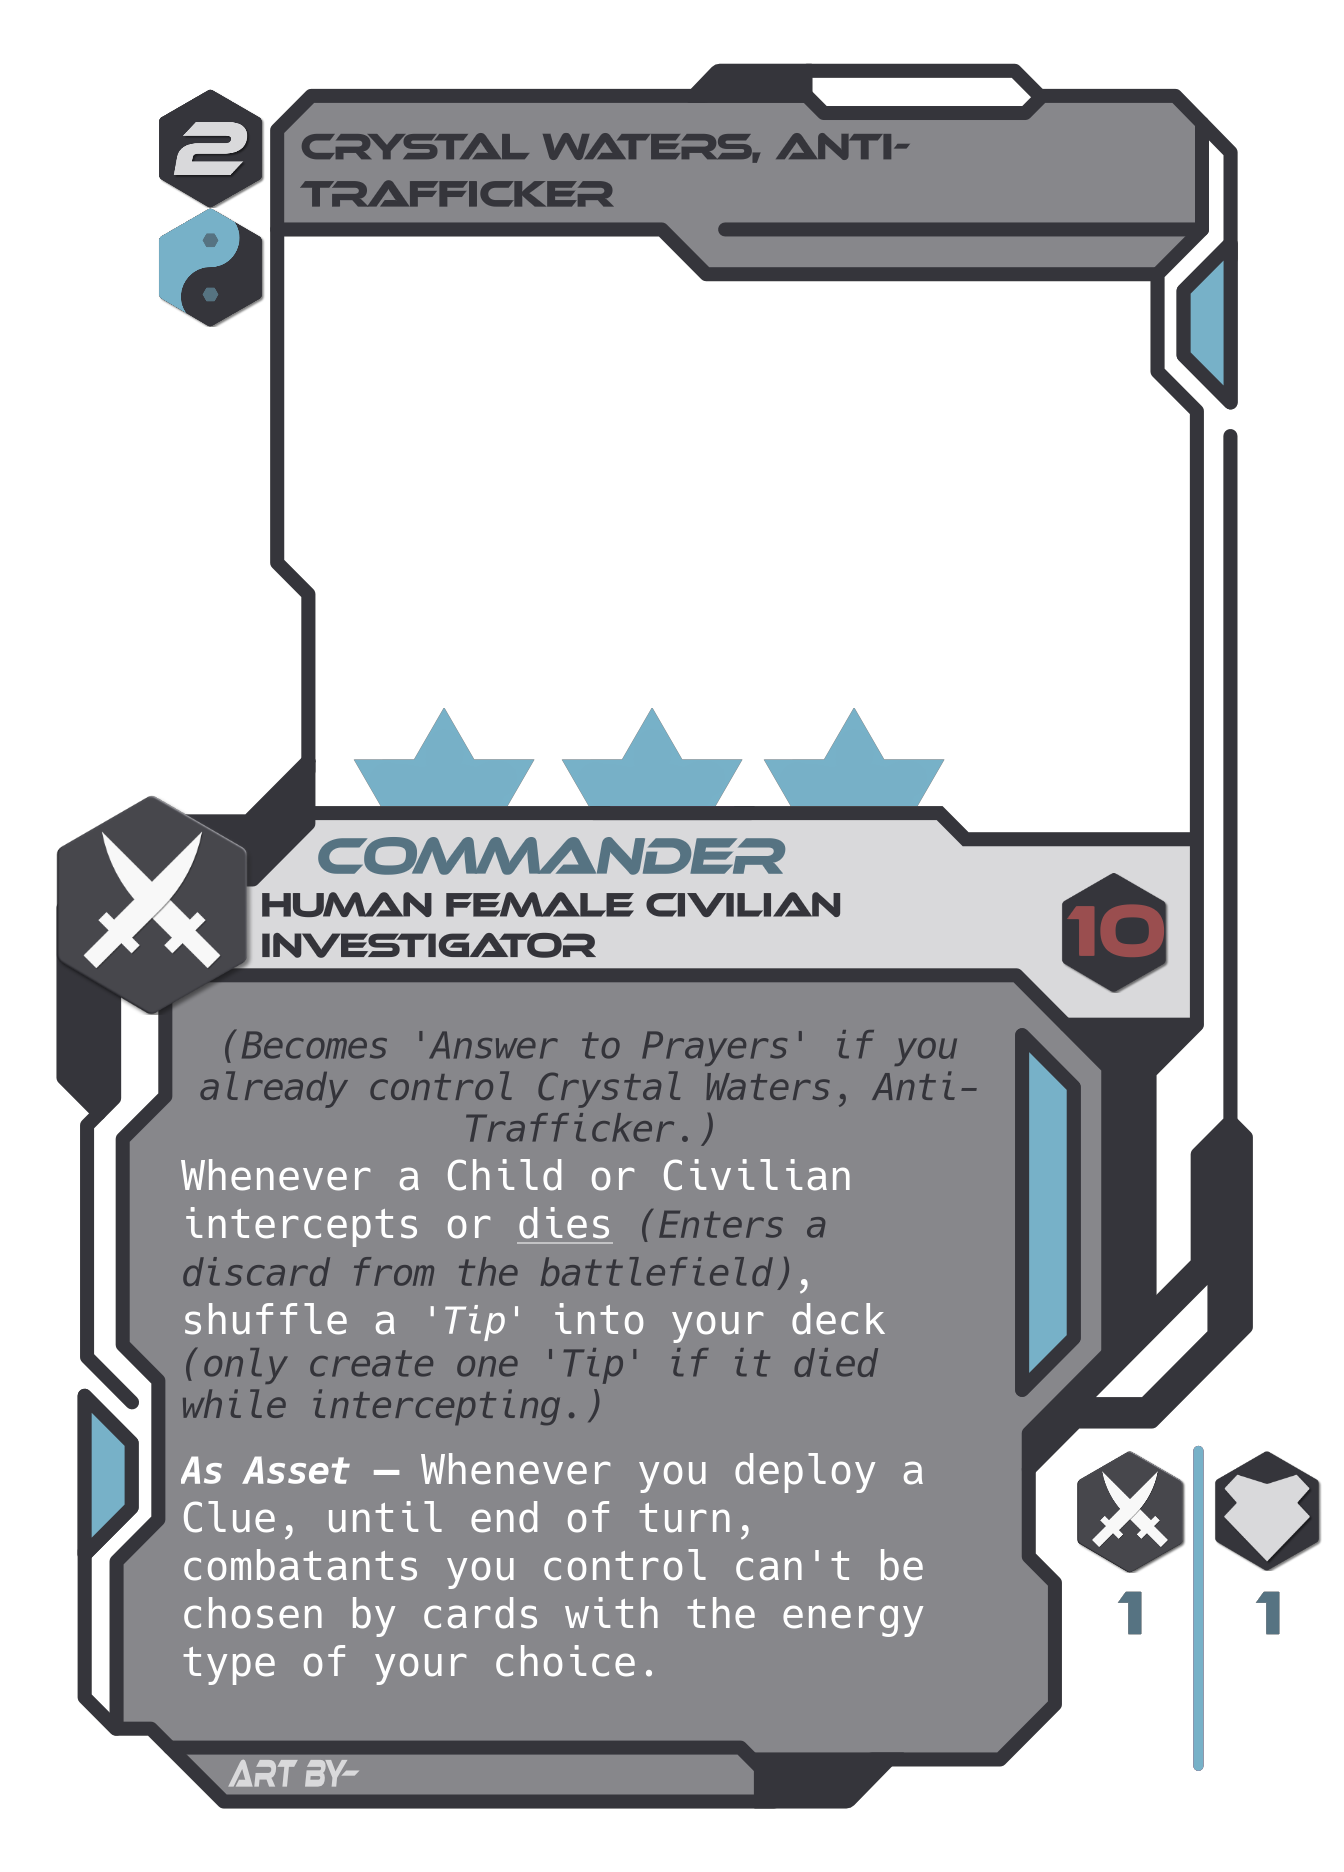 2
CRYSTAL WATERS, ANTI-
TRAFFICKER
COMMANDER
HUMAN FEMALE CIVILIAN
INVESTIGATOR
10
(Becomes 'Answer to Prayers' if you
already control Crystal Waters, Anti-
Trafficker.)
Whenever a Child or Civilian
intercepts or dies (Enters a
discard from the battlefield),
shuffle a 'Tip' into your deck
(only create one 'Tip' if it died
while intercepting.)
As Asset — Whenever you deploy a
Clue, until end of turn,
combatants you control can't be
chosen by cards with the energy
type of your choice.
1
1
ART BY-